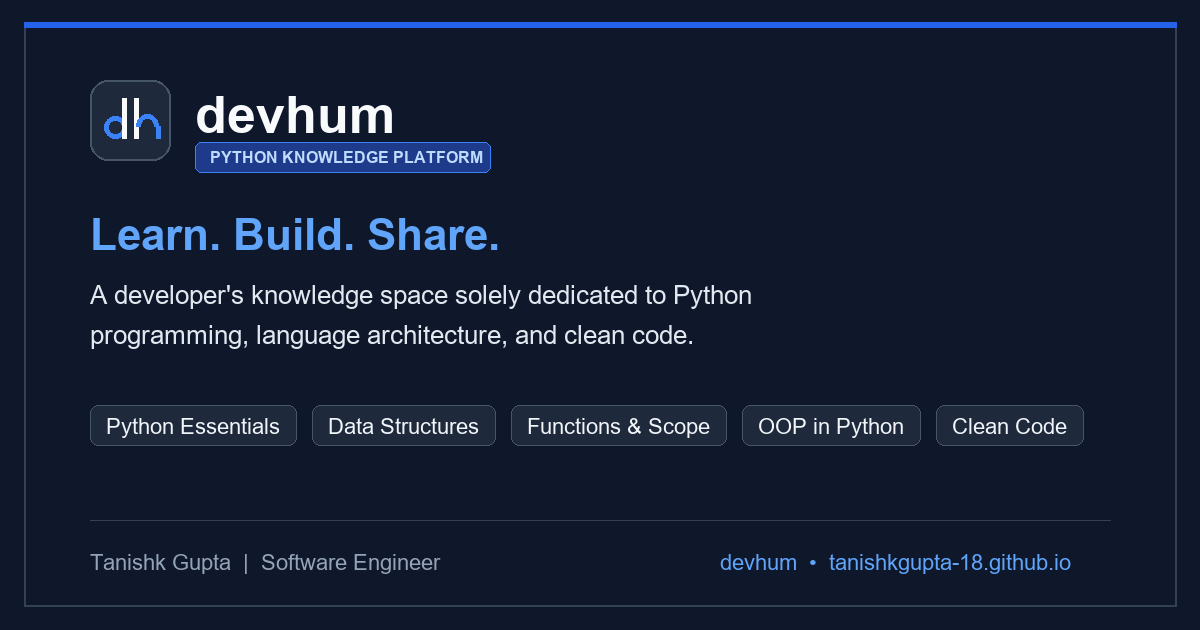 dh
devhum
PYTHON KNOWLEDGE PLATFORM
Learn. Build. Share.
A developer's knowledge space solely dedicated to Python
programming, language architecture, and clean code.
Python Essentials
Data Structures
Functions & Scope
OOP in Python
Clean Code
Tanishk Gupta | Software Engineer
devhum • tanishkgupta-18.github.io